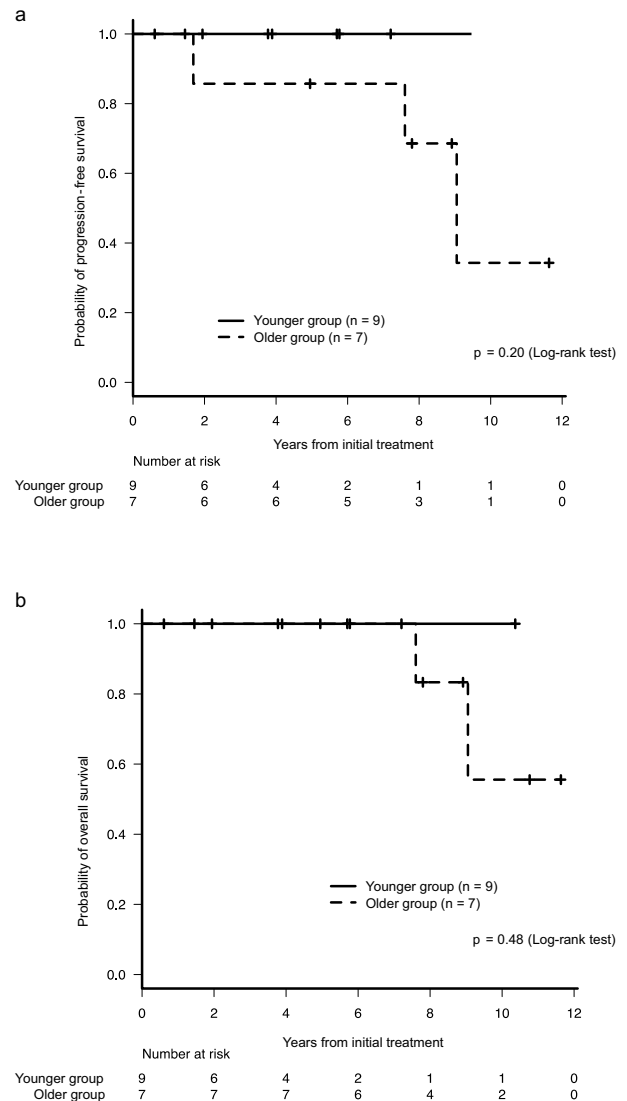 a
1.0
0.8
0.6
0.4
0.2
0.0
Probability of progression-free survival
Younger group (n = 9)
Older group (n = 7)
p = 0.20 (Log-rank test)
0 2 4 6 8 10 12
Years from initial treatment
Number at risk
Younger group 9 6 4 2 1 1 0
Older group 7 6 6 5 3 1 0
b
1.0
0.8
0.6
0.4
0.2
0.0
Probability of overall survival
Younger group (n = 9)
Older group (n = 7)
p = 0.48 (Log-rank test)
0 2 4 6 8 10 12
Years from initial treatment
Number at risk
Younger group 9 6 4 2 1 1 0
Older group 7 7 7 6 4 2 0